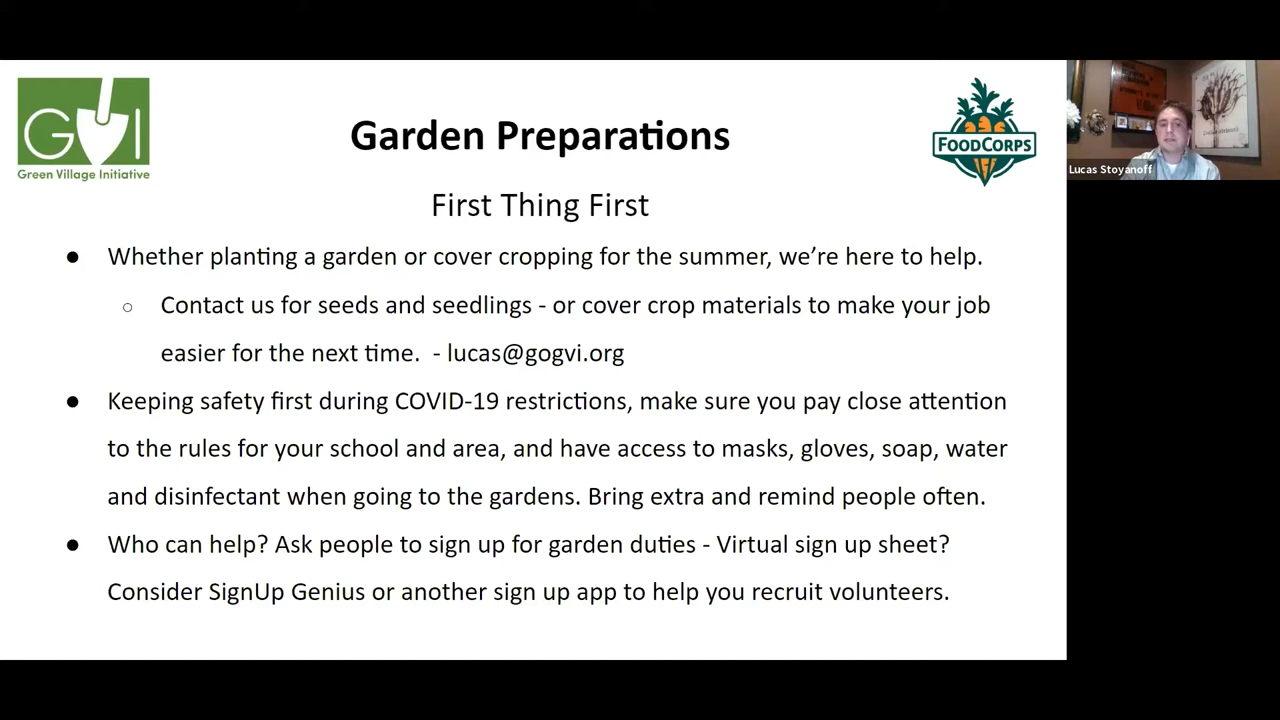 GVI
Green Village Initiative
FOODCORPS
Lucas Stoyanoff
Garden Preparations
First Thing First
● Whether planting a garden or cover cropping for the summer, we’re here to help.
○ Contact us for seeds and seedlings - or cover crop materials to make your job
easier for the next time.  - lucas@gogvi.org
● Keeping safety first during COVID-19 restrictions, make sure you pay close attention
to the rules for your school and area, and have access to masks, gloves, soap, water
and disinfectant when going to the gardens. Bring extra and remind people often.
● Who can help? Ask people to sign up for garden duties - Virtual sign up sheet?
Consider SignUp Genius or another sign up app to help you recruit volunteers.